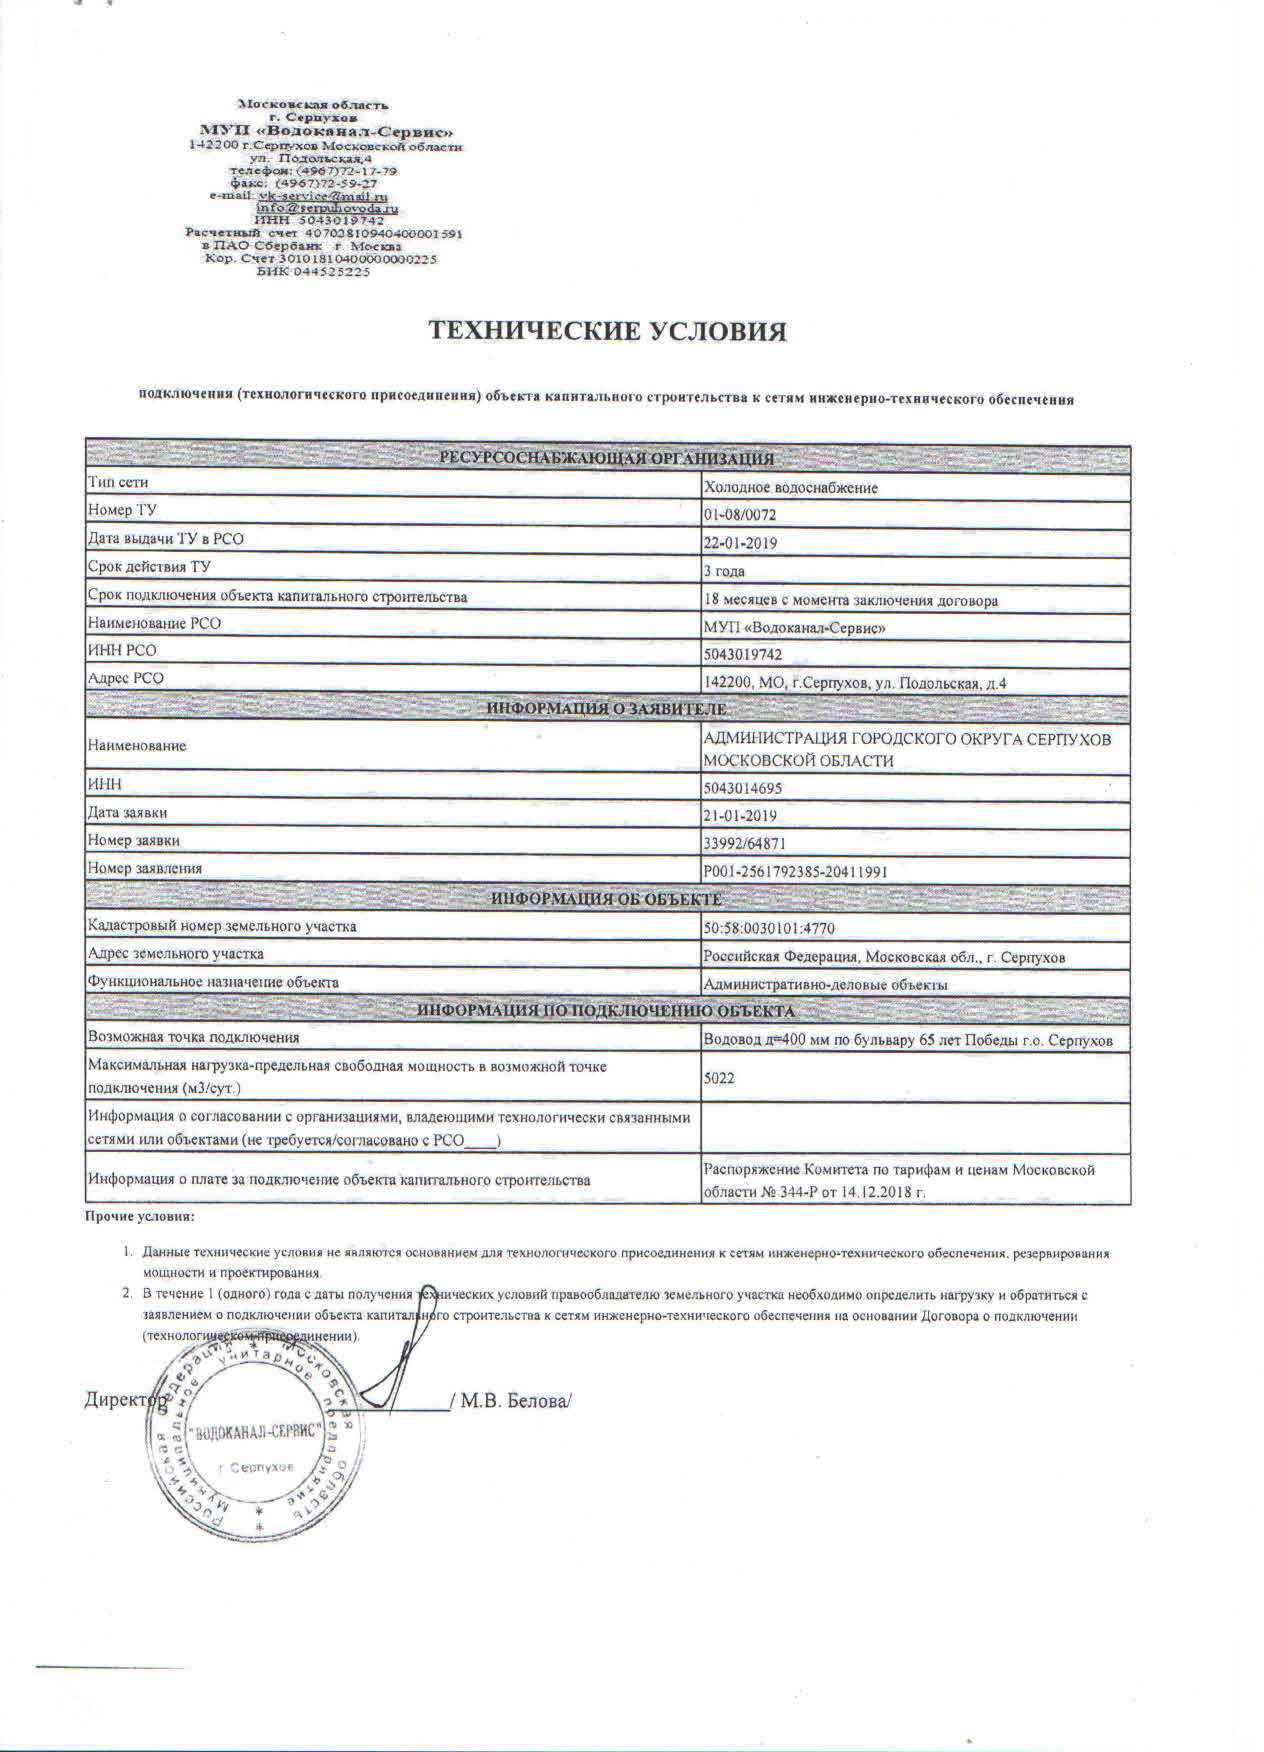 Московская область
г. Серпухов
МУП «Водоканал-Сервис»
142200 г.Серпухов Московской области
ул. Подольская,4
телефон: (4967)72-17-79
факс: (4967)72-59-27
e-mail: vk-service@mail.ru
info@serpuhovoda.ru
ИНН 5043019742
Расчетный счет 40702810940400001591
в ПАО Сбербанк г. Москва
Кор. Счет 30101810400000000225
БИК 044525225
ТЕХНИЧЕСКИЕ УСЛОВИЯ
подключения (технологического присоединения) объекта капитального строительства к сетям инженерно-технического обеспечения
РЕСУРСОСНАБЖАЮЩАЯ ОРГАНИЗАЦИЯ
Тип сети Холодное водоснабжение
Номер ТУ 01-08/0072
Дата выдачи ТУ в РСО 22-01-2019
Срок действия ТУ 3 года
Срок подключения объекта капитального строительства 18 месяцев с момента заключения договора
Наименование РСО МУП «Водоканал-Сервис»
ИНН РСО 5043019742
Адрес РСО 142200, МО, г.Серпухов, ул. Подольская, д.4
ИНФОРМАЦИЯ О ЗАЯВИТЕЛЕ
Наименование АДМИНИСТРАЦИЯ ГОРОДСКОГО ОКРУГА СЕРПУХОВ
МОСКОВСКОЙ ОБЛАСТИ
ИНН 5043014695
Дата заявки 21-01-2019
Номер заявки 33992/64871
Номер заявления P001-2561792385-20411991
ИНФОРМАЦИЯ ОБ ОБЪЕКТЕ
Кадастровый номер земельного участка 50:58:0030101:4770
Адрес земельного участка Российская Федерация, Московская обл., г. Серпухов
Функциональное назначение объекта Административно-деловые объекты
ИНФОРМАЦИЯ ПО ПОДКЛЮЧЕНИЮ ОБЪЕКТА
Возможная точка подключения Водовод д=400 мм по бульвару 65 лет Победы г.о. Серпухов
Максимальная нагрузка-предельная свободная мощность в возможной точке
подключения (м3/сут.) 5022
Информация о согласовании с организациями, владеющими технологически связанными
сетями или объектами (не требуется/согласовано с РСО____)
Информация о плате за подключение объекта капитального строительства Распоряжение Комитета по тарифам и ценам Московской
области № 344-Р от 14.12.2018 г.
Прочие условия:
1. Данные технические условия не являются основанием для технологического присоединения к сетям инженерно-технического обеспечения, резервирования
мощности и проектирования.
2. В течение 1 (одного) года с даты получения технических условий правообладателю земельного участка необходимо определить нагрузку и обратиться с
заявлением о подключении объекта капитального строительства к сетям инженерно-технического обеспечения на основании Договора о подключении
(технологическом присоединении).
Директор ____________/ М.В. Белова/
Российская Федерация * Московская область *
Муниципальное унитарное предприятие *
"ВОДОКАНАЛ-СЕРВИС"
г Серпухов